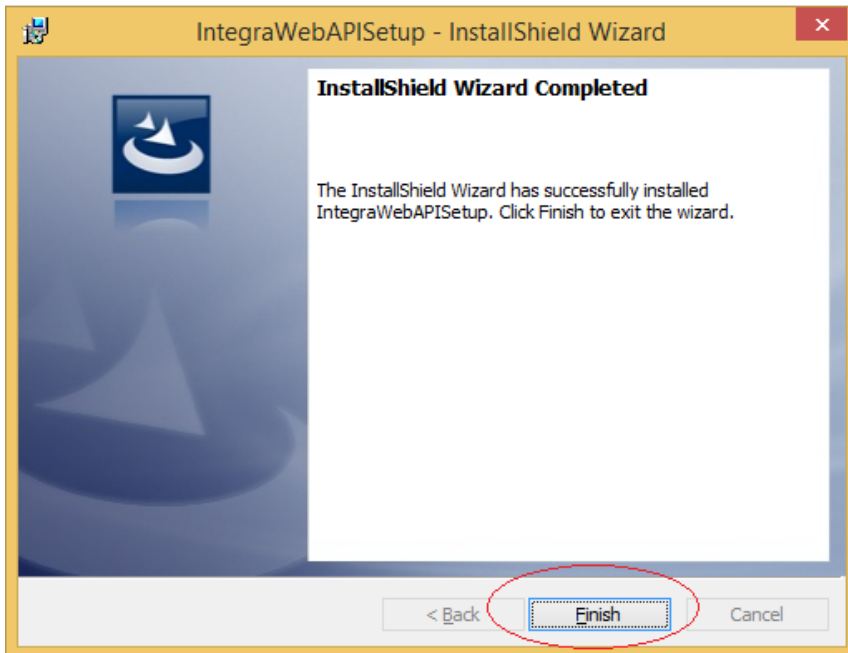 IntegraWebAPISetup - InstallShield Wizard
InstallShield Wizard Completed
The InstallShield Wizard has successfully installed
IntegraWebAPISetup. Click Finish to exit the wizard.
< Back Finish Cancel